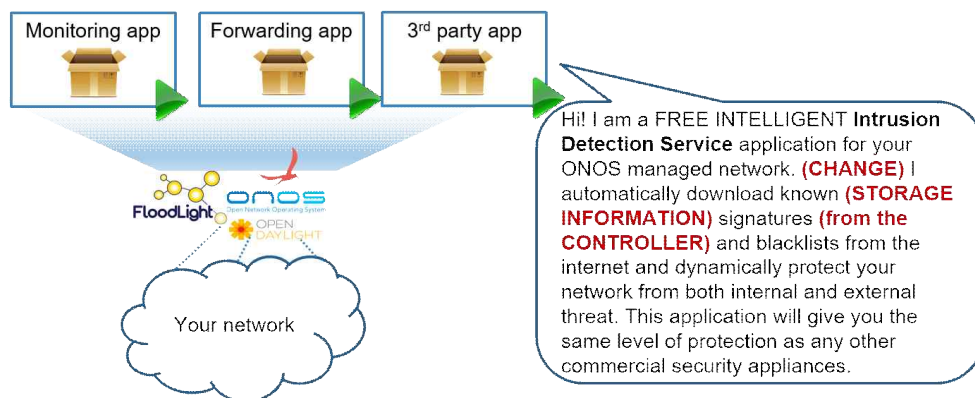 Monitoring app
Forwarding app
3rd party app
Hi! I am a FREE INTELLIGENT Intrusion
Detection Service application for your
ONOS managed network. (CHANGE) I
automatically download known (STORAGE
INFORMATION) signatures (from the
CONTROLLER) and blacklists from the
internet and dynamically protect your
network from both internal and external
threat. This application will give you the
same level of protection as any other
commercial security appliances.
FloodLight
onos
Open Network Operating System
OPEN
DAYLIGHT
Your network